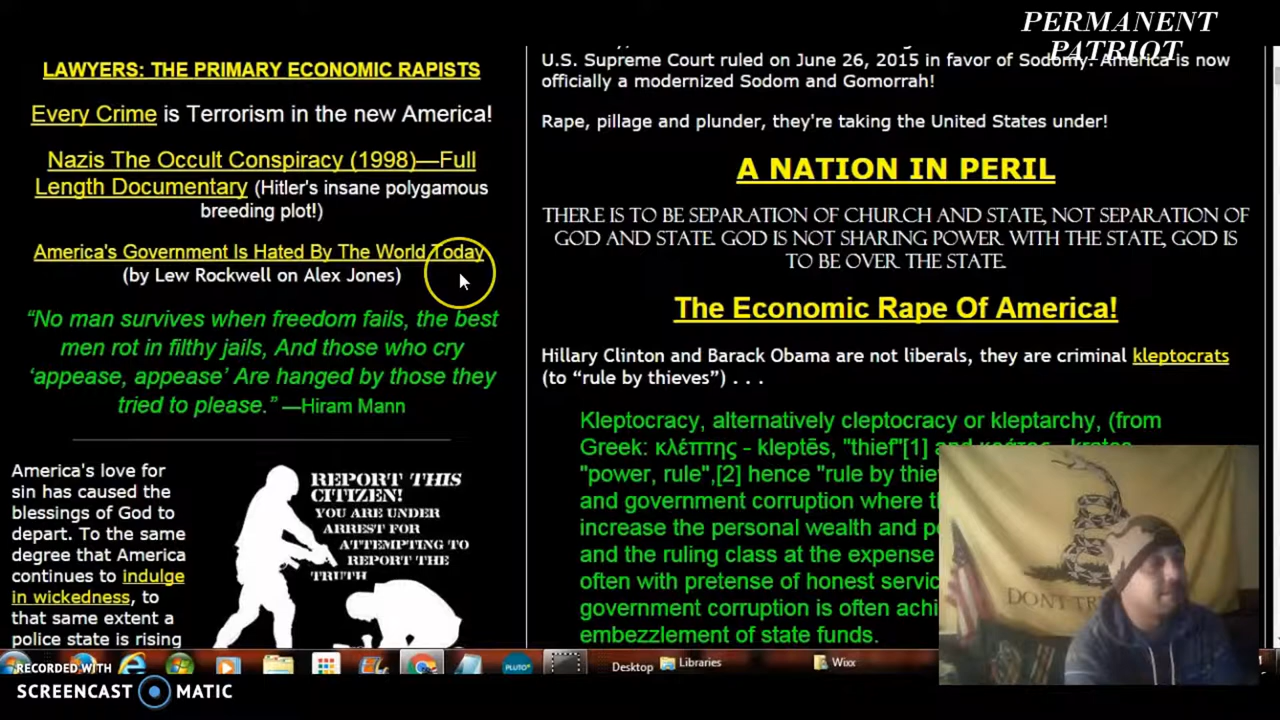 PERMANENT
PATRIOT
LAWYERS: THE PRIMARY ECONOMIC RAPISTS
Every Crime is Terrorism in the new America!
Nazis The Occult Conspiracy (1998)—Full
Length Documentary (Hitler's insane polygamous
breeding plot!)
America's Government Is Hated By The World Today
(by Lew Rockwell on Alex Jones)
“No man survives when freedom fails, the best
men rot in filthy jails, And those who cry
‘appease, appease’ Are hanged by those they
tried to please.” —Hiram Mann
America's love for
sin has caused the
blessings of God to
depart. To the same
degree that America
continues to indulge
in wickedness, to
that same extent a
police state is rising
REPORT THIS
CITIZEN!
YOU ARE UNDER
ARREST FOR
ATTEMPTING TO
REPORT THE
TRUTH
U.S. Supreme Court ruled on June 26, 2015 in favor of Sodomy. America is now
officially a modernized Sodom and Gomorrah!
Rape, pillage and plunder, they're taking the United States under!
A NATION IN PERIL
THERE IS TO BE SEPARATION OF CHURCH AND STATE, NOT SEPARATION OF
GOD AND STATE. GOD IS NOT SHARING POWER WITH THE STATE, GOD IS
TO BE OVER THE STATE.
The Economic Rape Of America!
Hillary Clinton and Barack Obama are not liberals, they are criminal kleptocrats
(to “rule by thieves”) . . .
Kleptocracy, alternatively cleptocracy or kleptarchy, (from
Greek: κλέπτης - kleptēs, "thief"[1] and κράτος - kratos,
"power, rule",[2] hence "rule by
and government corruption where
increase the personal wealth and
and the ruling class at the expense
often with pretense of honest
government corruption is often
embezzlement of state funds.
DON'T
RECORDED WITH
SCREENCAST MATIC
PLUTO
Desktop
Libraries
Wixx